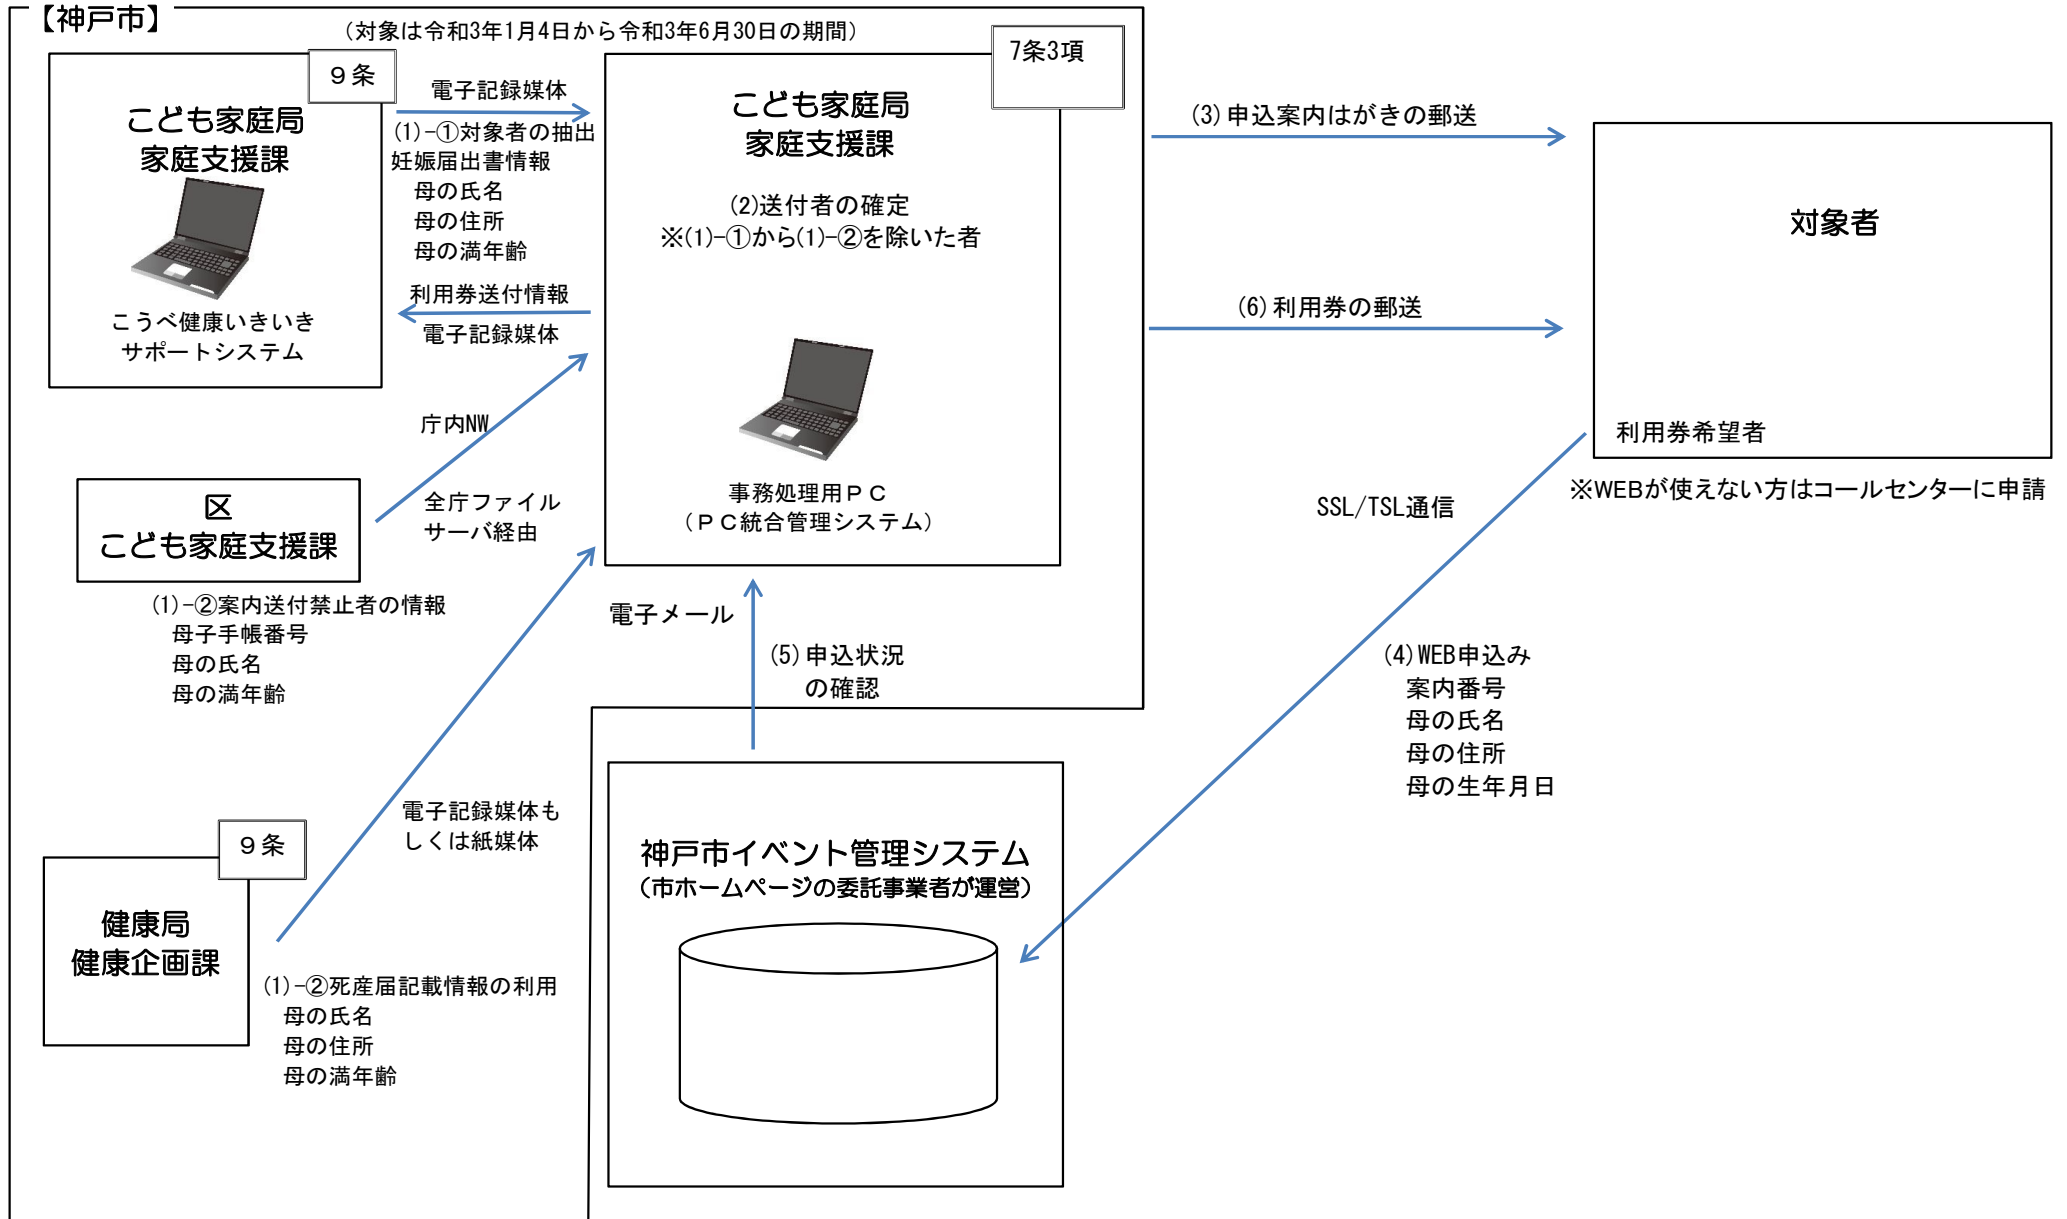 【神戸市】
（対象は令和3年1月4日から令和3年6月30日の期間）
９条
こども家庭局
家庭支援課
こうべ健康いきいき
サポートシステム
電子記録媒体
(1)-①対象者の抽出
妊娠届出書情報
母の氏名
母の住所
母の満年齢
利用券送付情報
電子記録媒体
7条3項
こども家庭局
家庭支援課
(2)送付者の確定
※(1)-①から(1)-②を除いた者
事務処理用ＰＣ
（ＰＣ統合管理システム）
(3)申込案内はがきの郵送
(6)利用券の郵送
対象者
利用券希望者
※WEBが使えない方はコールセンターに申請
庁内NW
全庁ファイル
サーバ経由
区
こども家庭支援課
(1)-②案内送付禁止者の情報
母子手帳番号
母の氏名
母の満年齢
電子メール
(5)申込状況
の確認
SSL/TSL通信
(4)WEB申込み
案内番号
母の氏名
母の住所
母の生年月日
電子記録媒体も
しくは紙媒体
９条
健康局
健康企画課
(1)-②死産届記載情報の利用
母の氏名
母の住所
母の満年齢
神戸市イベント管理システム
（市ホームページの委託事業者が運営）